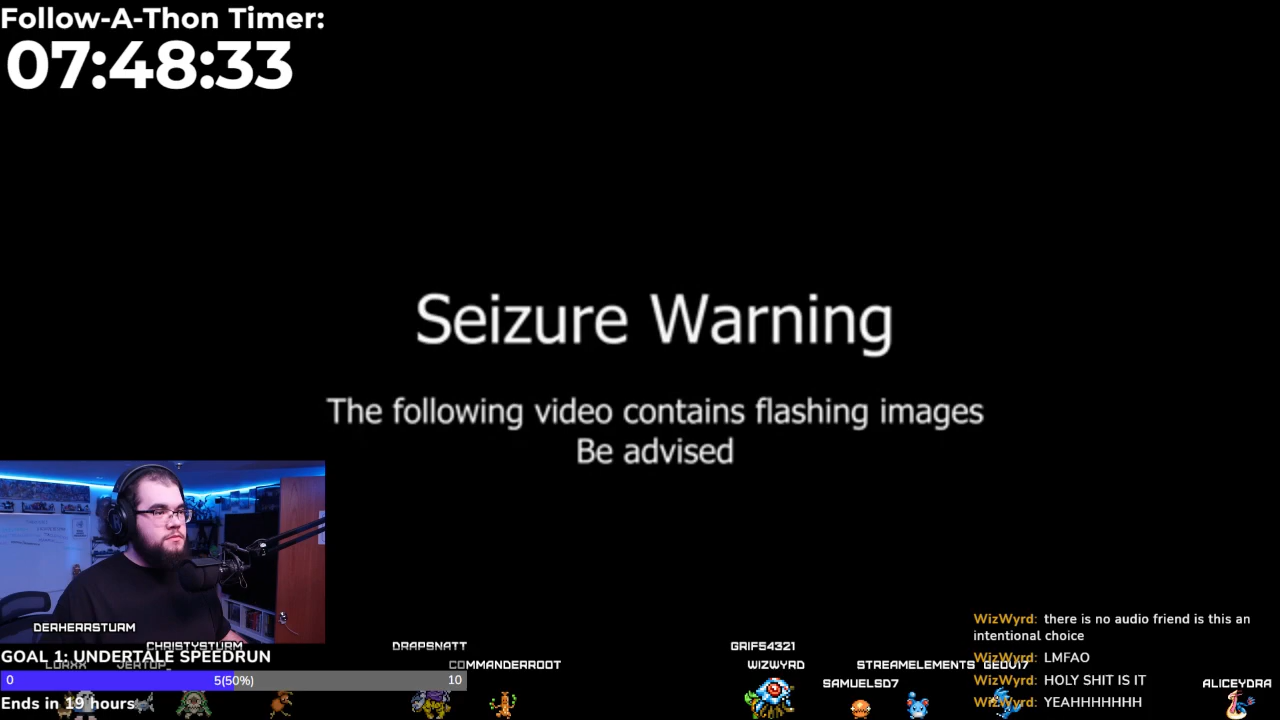 Follow-A-Thon Timer:
07:48:33
Seizure Warning
The following video contains flashing images
Be advised
DERHERRSTURM
CHRISTYSTURM
DRAPSNATT
GRIF54321
WizWyrd: there is no audio friend is this an
intentional choice
GOAL 1: UNDERTALE SPEEDRUN
COMMANDERROOT
WIZWYRD
STREAMELEMENTS
WizWyrd: LMFAO
0 5(50%) 10
SAMUELSD7
WizWyrd: HOLY SHIT IS IT
ALICEYDRA
Ends in 19 hours
WizWyrd: YEAHHHHHHH